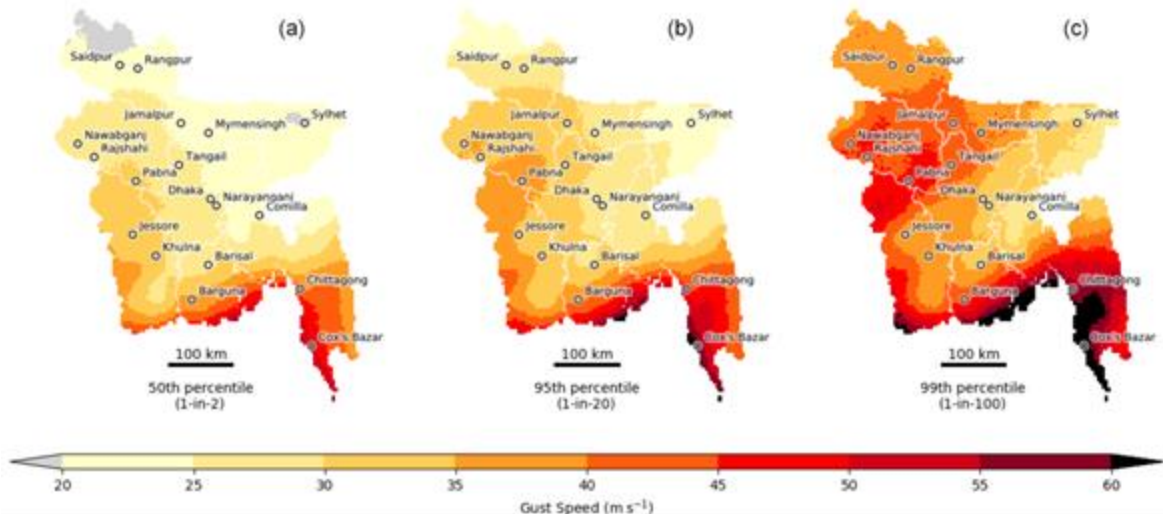 (a)
Saidpur
Rangpur
Jamalpur
Mymensingh
Sylhet
Nawabganj
Rajshahi
Tangail
Pabna
Dhaka
Narayanganj
Comilla
Jessore
Khulna
Barisal
Chittagong
Barguna
Cox's Bazar
100 km
50th percentile
(1-in-2)
(b)
Saidpur
Rangpur
Jamalpur
Mymensingh
Sylhet
Nawabganj
Rajshahi
Tangail
Pabna
Dhaka
Narayanganj
Comilla
Jessore
Khulna
Barisal
Chittagong
Barguna
Cox's Bazar
100 km
95th percentile
(1-in-20)
(c)
Saidpur
Rangpur
Jamalpur
Mymensingh
Sylhet
Nawabganj
Rajshahi
Tangail
Pabna
Dhaka
Narayanganj
Comilla
Jessore
Khulna
Barisal
Chittagong
Barguna
Cox's Bazar
100 km
99th percentile
(1-in-100)
20 25 30 35 40 45 50 55 60
Gust Speed (m s⁻¹)